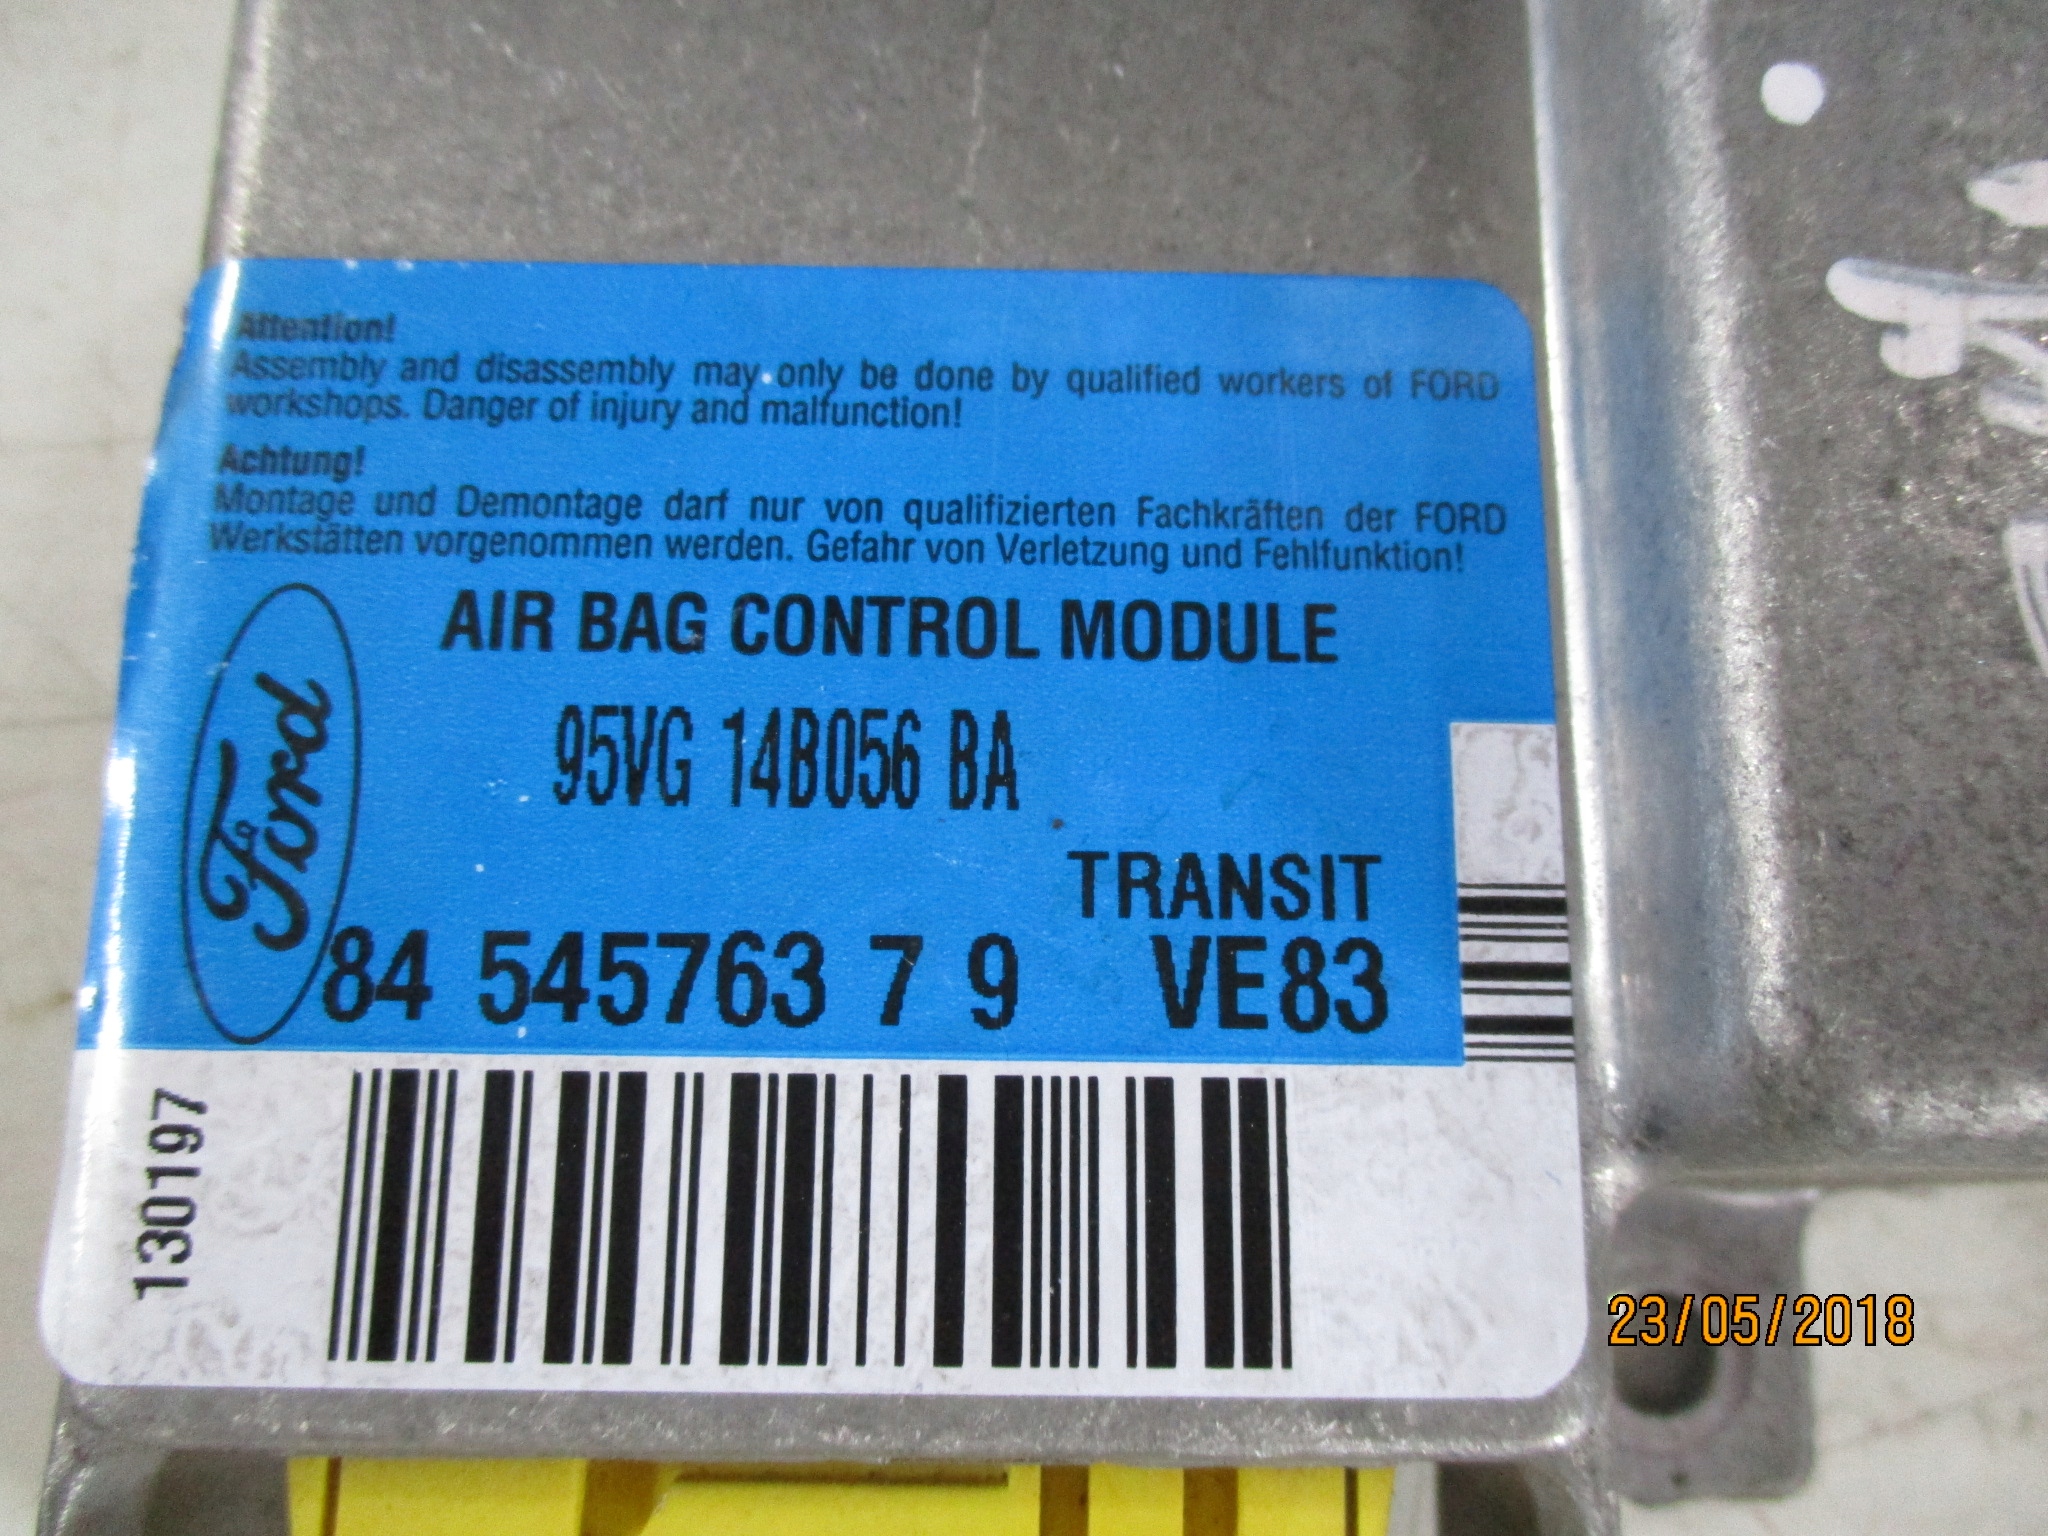 Attention!
Assembly and disassembly may only be done by qualified workers of FORD
workshops. Danger of injury and malfunction!
Achtung!
Montage und Demontage darf nur von qualifizierten Fachkräften der FORD
Werkstätten vorgenommen werden. Gefahr von Verletzung und Fehlfunktion!
AIR BAG CONTROL MODULE
95VG 14B056 BA
Ford
TRANSIT
84 545763 7 9 VE83
130197
23/05/2018